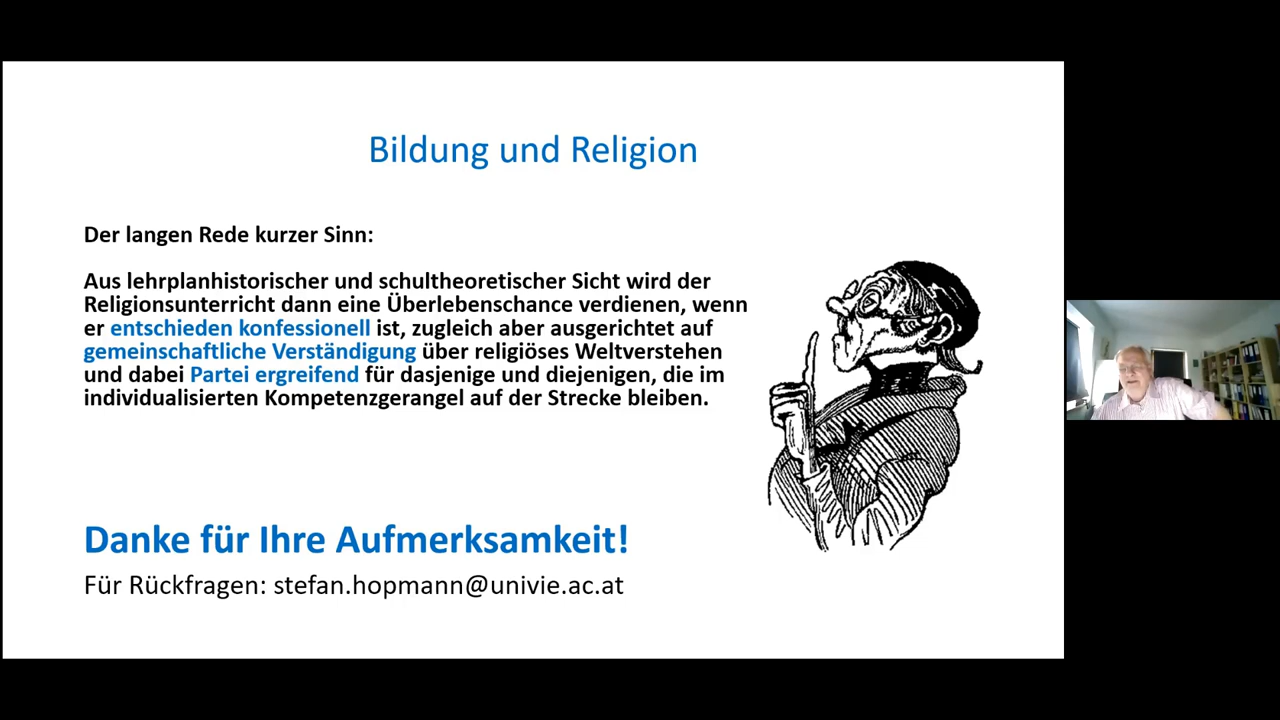 Bildung und Religion
Der langen Rede kurzer Sinn:
Aus lehrplanhistorischer und schultheoretischer Sicht wird der
Religionsunterricht dann eine Überlebenschance verdienen, wenn
er entschieden konfessionell ist, zugleich aber ausgerichtet auf
gemeinschaftliche Verständigung über religiöses Weltverstehen
und dabei Partei ergreifend für dasjenige und diejenigen, die im
individualisierten Kompetenzgerangel auf der Strecke bleiben.
Danke für Ihre Aufmerksamkeit!
Für Rückfragen: stefan.hopmann@univie.ac.at